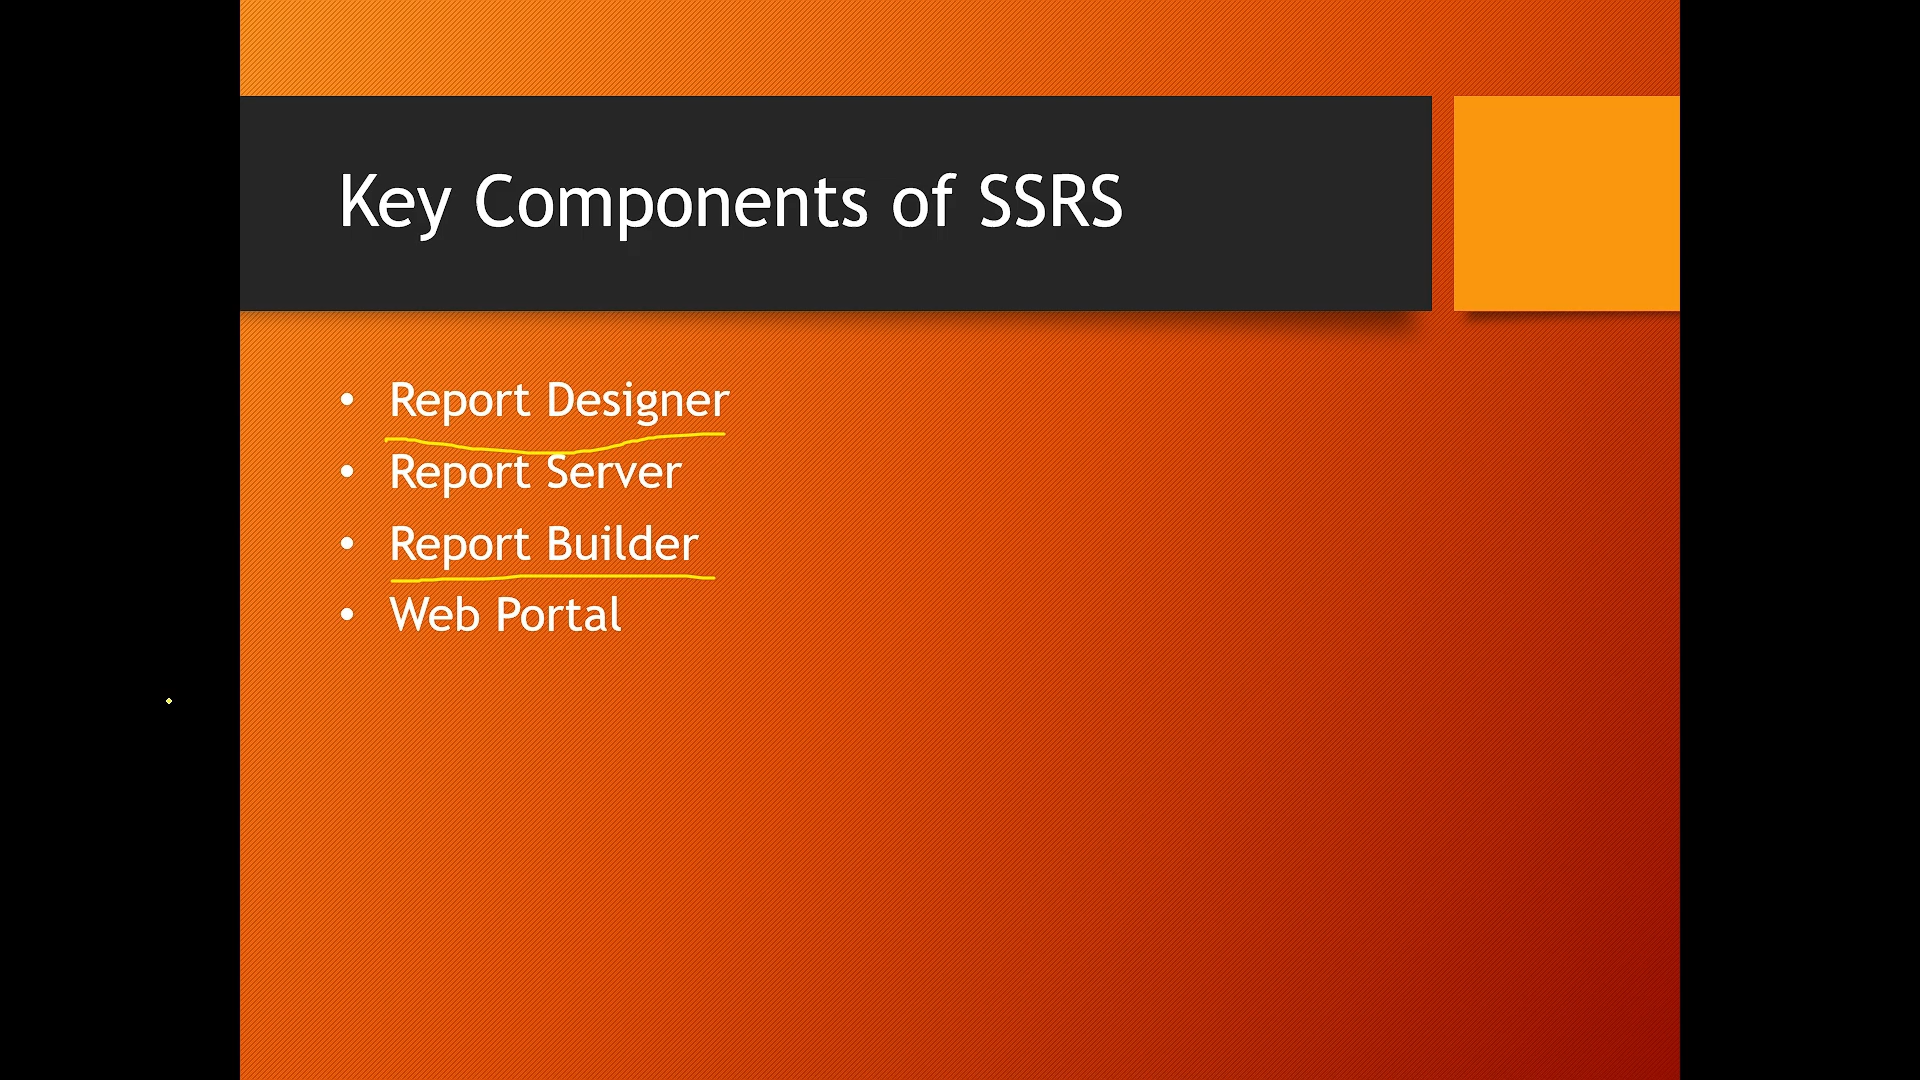 Key Components of SSRS
• Report Designer
• Report Server
• Report Builder
• Web Portal